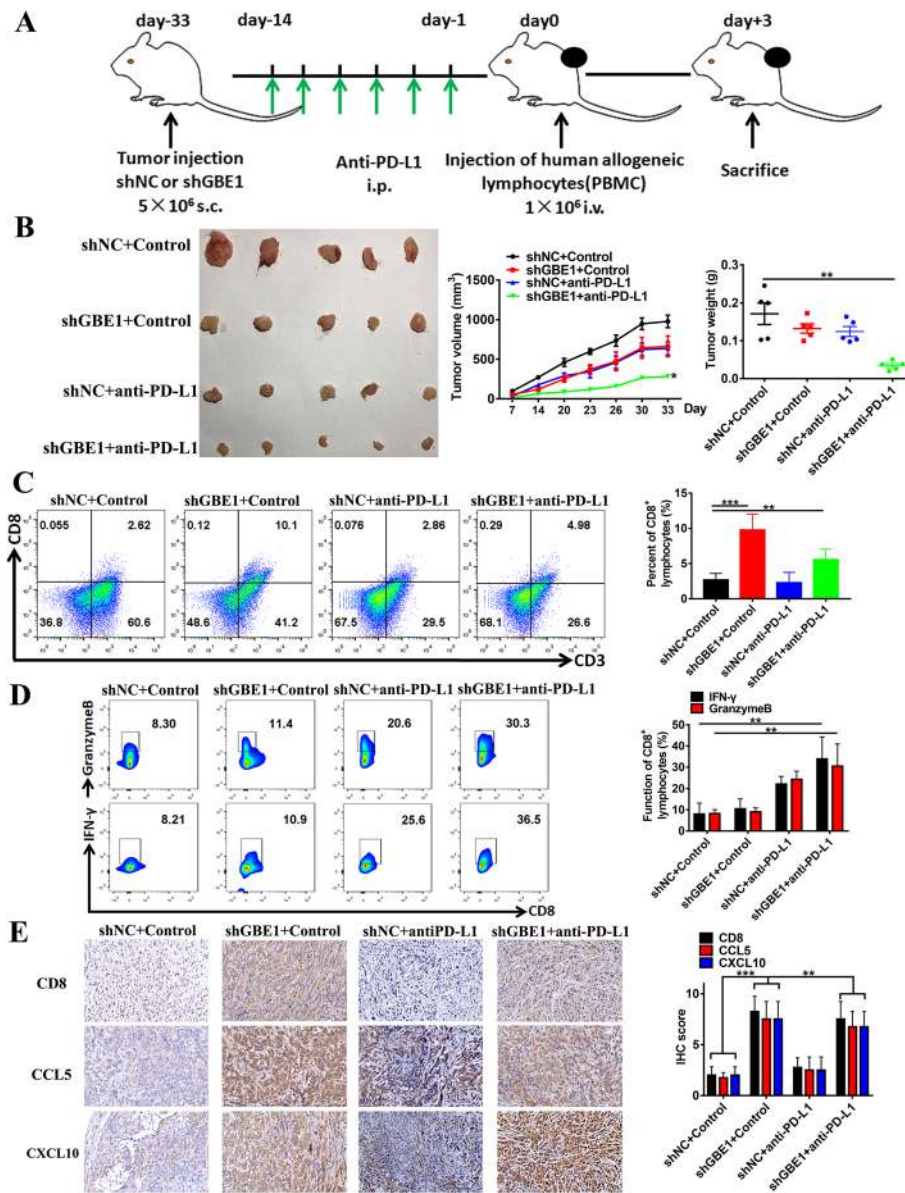 A
day-33
day-14
day-1
day0
day+3
Tumor injection
shNC or shGBE1
5×10⁶ s.c.
Anti-PD-L1
i.p.
Injection of human allogeneic
lymphocytes(PBMC)
1×10⁶ i.v.
Sacrifice
B
shNC+Control
shGBE1+Control
shNC+anti-PD-L1
shGBE1+anti-PD-L1
shNC+Control
shGBE1+Control
shNC+anti-PD-L1
shGBE1+anti-PD-L1
Tumor volume (mm³)
1500
1000
500
0
*
7 14 20 23 26 30 33 Day
Tumor weight (g)
0.3
0.2
0.1
0.0
**
shNC+Control
shGBE1+Control
shNC+anti-PD-L1
shGBE1+anti-PD-L1
C
shNC+Control shGBE1+Control shNC+anti-PD-L1 shGBE1+anti-PD-L1
CD8
0.055 2.62 0.12 10.1 0.076 2.86 0.29 4.98
36.8 60.6 48.6 41.2 67.5 29.5 68.1 26.6
CD3
Percent of CD8⁺
lymphocytes (%)
15
10
5
0
***
**
shNC+Control
shGBE1+Control
shNC+anti-PD-L1
shGBE1+anti-PD-L1
D
shNC+Control shGBE1+Control shNC+anti-PD-L1 shGBE1+anti-PD-L1
GranzymeB
8.30 11.4 20.6 30.3
IFN-γ
8.21 10.9 25.6 36.5
CD8
IFN-γ
GranzymeB
Function of CD8⁺
lymphocytes (%)
50
40
30
20
10
0
**
**
shNC+Control
shGBE1+Control
shNC+anti-PD-L1
shGBE1+anti-PD-L1
E
shNC+Control shGBE1+Control shNC+antiPD-L1 shGBE1+anti-PD-L1
CD8
CCL5
CXCL10
CD8
CCL5
CXCL10
IHC score
10
5
0
***
**
shNC+Control
shGBE1+Control
shNC+anti-PD-L1
shGBE1+anti-PD-L1